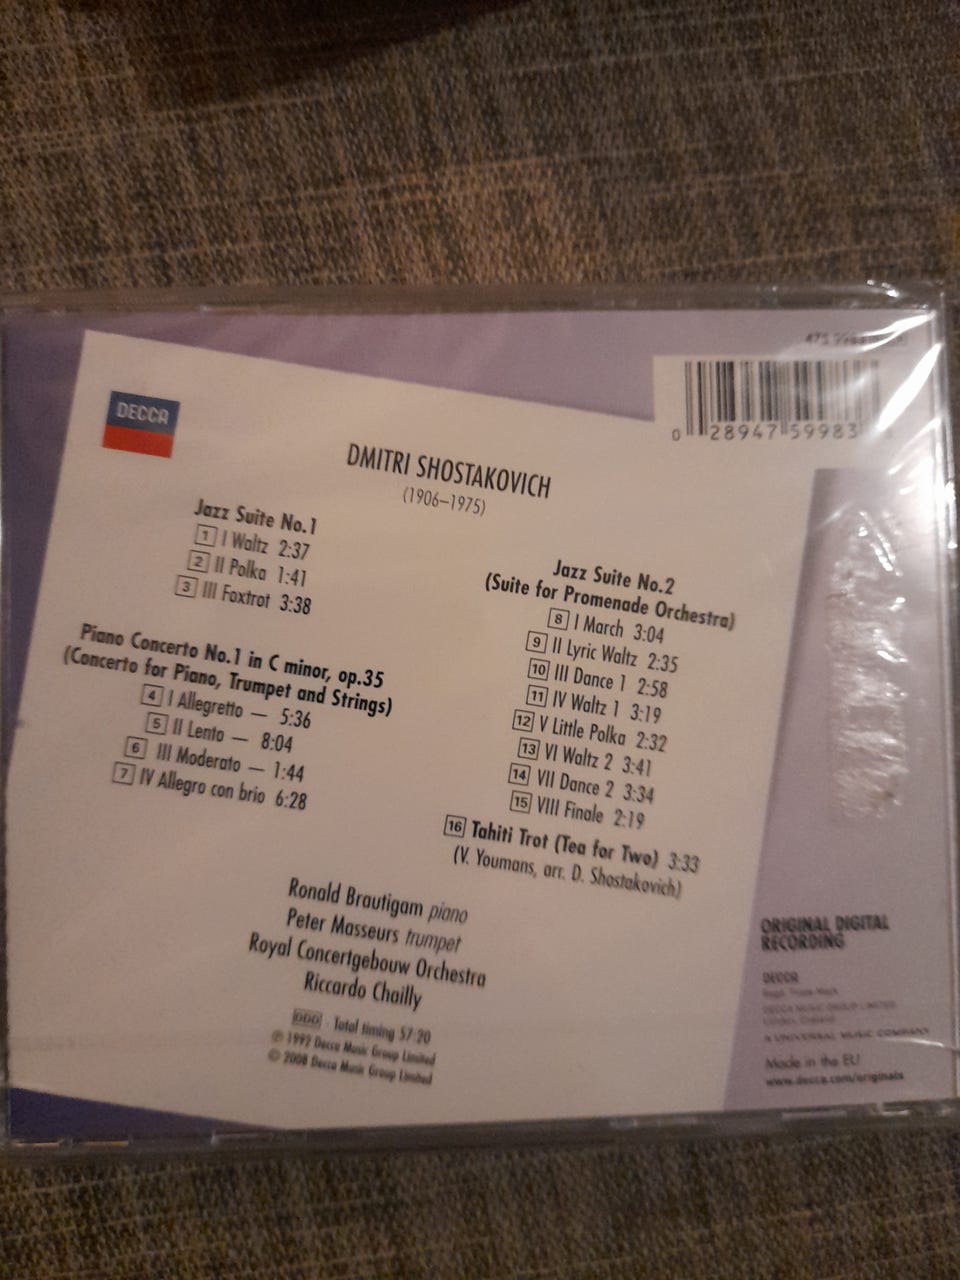 DECCA
DMITRI SHOSTAKOVICH
(1906–1975)
Jazz Suite No.1
1 I Waltz 2:37
2 II Polka 1:41
3 III Foxtrot 3:38
Piano Concerto No.1 in C minor, op.35
(Concerto for Piano, Trumpet and Strings)
4 I Allegretto — 5:36
5 II Lento — 8:04
6 III Moderato — 1:44
7 IV Allegro con brio 6:28
Jazz Suite No.2
(Suite for Promenade Orchestra)
8 I March 3:04
9 II Lyric Waltz 2:35
10 III Dance 1 2:58
11 IV Waltz 1 3:19
12 V Little Polka 2:32
13 VI Waltz 2 3:41
14 VII Dance 2 3:34
15 VIII Finale 2:19
16 Tahiti Trot (Tea for Two) 3:33
(V. Youmans, arr. D. Shostakovich)
Ronald Brautigam piano
Peter Masseurs trumpet
Royal Concertgebouw Orchestra
Riccardo Chailly
DDD · Total timing 57:20
℗ 1992 Decca Music Group Limited
© 2008 Decca Music Group Limited
0 28947 59983
ORIGINAL DIGITAL
RECORDING
DECCA
DECCA MUSIC GROUP LIMITED
A UNIVERSAL MUSIC COMPANY
Made in the EU
www.decca.com/originals